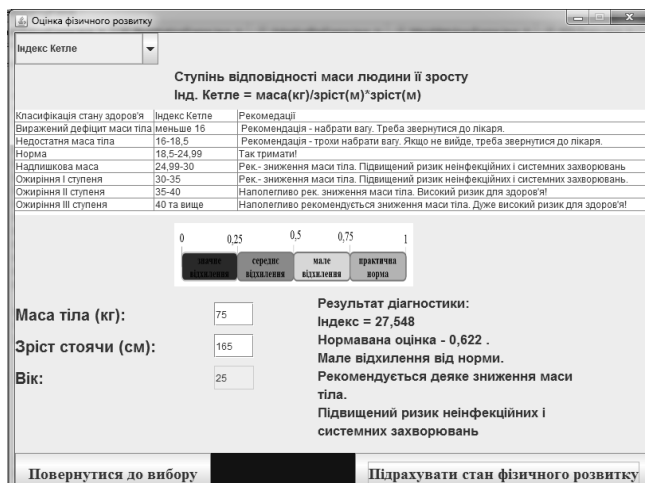 Оцінка фізичного розвитку
Індекс Кетле
Ступінь відповідності маси людини її зросту
Інд. Кетле = маса(кг)/зріст(м)*зріст(м)
Класифікація стану здоров'я Індекс Кетле Рекомедації
Виражений дефіцит маси тіла меньше 16 Рекомендація - набрати вагу. Треба звернутися до лікаря.
Недостатня маса тіла 16-18,5 Рекомендація - трохи набрати вагу. Якщо не вийде, треба звернутися до лікаря.
Норма 18,5-24,99 Так тримати!
Надлишкова маса 24,99-30 Рек.- зниження маси тіла. Підвищений ризик неінфекційних і системних захворювань
Ожиріння I ступеня 30-35 Рек.- зниження маси тіла. Підвищений ризик неінфекційних і системних захворювань.
Ожиріння II ступеня 35-40 Наполегливо рек. зниження маси тіла. Високий ризик для здоров'я!
Ожиріння III ступеня 40 та вище Наполегливо рекомендується зниження маси тіла. Дуже високий ризик для здоров'я!
0 0,25 0,5 0,75 1
значне середнє мале практична
відхилення відхилення відхилення норма
Маса тіла (кг): 75
Зріст стоячи (см): 165
Вік: 25
Результат діагностики:
Індекс = 27,548
Нормавана оцінка - 0,622 .
Мале відхилення від норми.
Рекомендується деяке зниження маси
тіла.
Підвищений ризик неінфекційних і
системних захворювань
Повернутися до вибору Підрахувати стан фізичного розвитку